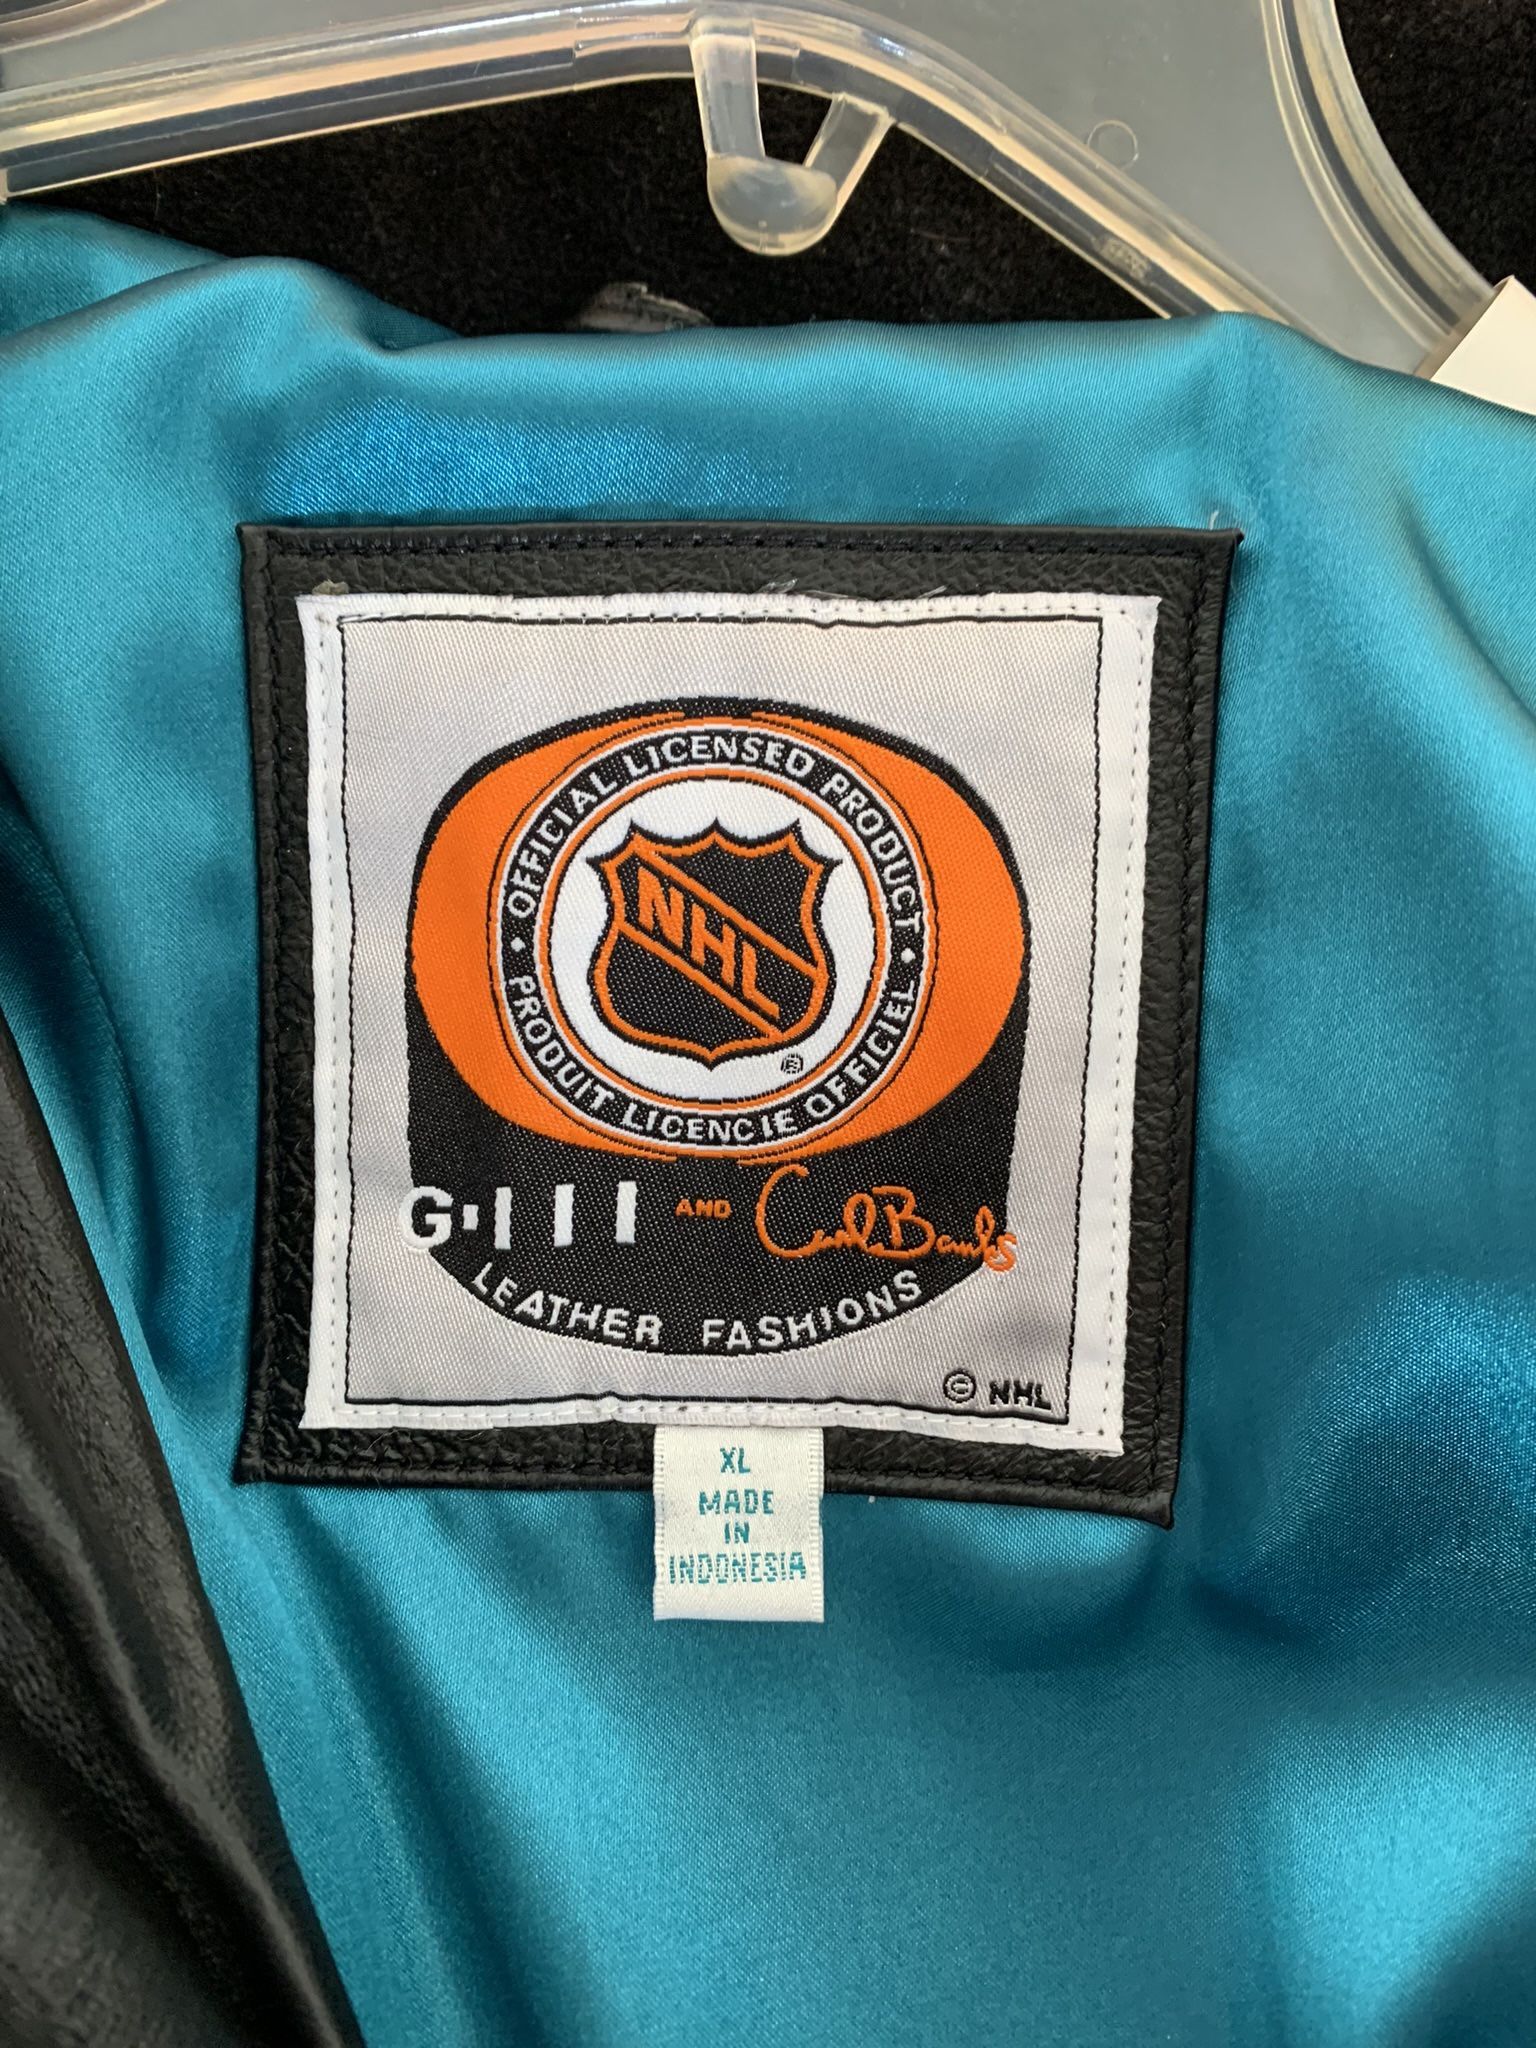 • OFFICIAL LICENSED PRODUCT •
NHL
®
PRODUIT LICENCIE OFFICIEL
G-III AND Carl Banks
LEATHER FASHIONS
© NHL
XL
MADE
IN
INDONESIA